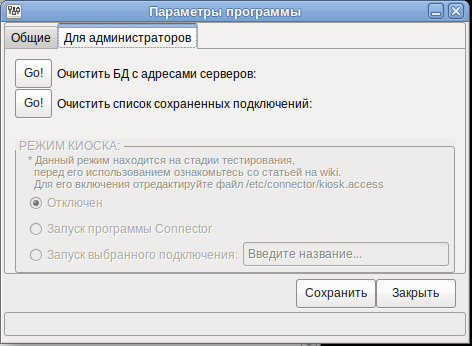 Параметры программы
Общие
Для администраторов
Go! Очистить БД с адресами серверов:
Go! Очистить список сохраненных подключений:
РЕЖИМ КИОСКА:
* Данный режим находится на стадии тестирования,
перед его использованием ознакомьтесь со статьей на wiki.
Для его включения отредактируйте файл /etc/connector/kiosk.access
Отключен
Запуск программы Connector
Запуск выбранного подключения: Введите название...
Сохранить Закрыть